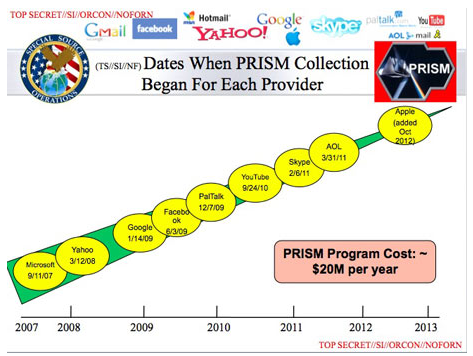 TOP SECRET//SI//ORCON//NOFORN
Gmail facebook Hotmail YAHOO! Google skype paltalk.com YouTube
AOL mail
SPECIAL SOURCE OPERATIONS
(TS//SI//NF) Dates When PRISM Collection
Began For Each Provider
PRISM
Microsoft
9/11/07
Yahoo
3/12/08
Google
1/14/09
Facebo
ok
6/3/09
PalTalk
12/7/09
YouTube
9/24/10
Skype
2/6/11
AOL
3/31/11
Apple
(added
Oct
2012)
PRISM Program Cost: ~
$20M per year
2007 2008 2009 2010 2011 2012 2013
TOP SECRET//SI//ORCON//NOFORN